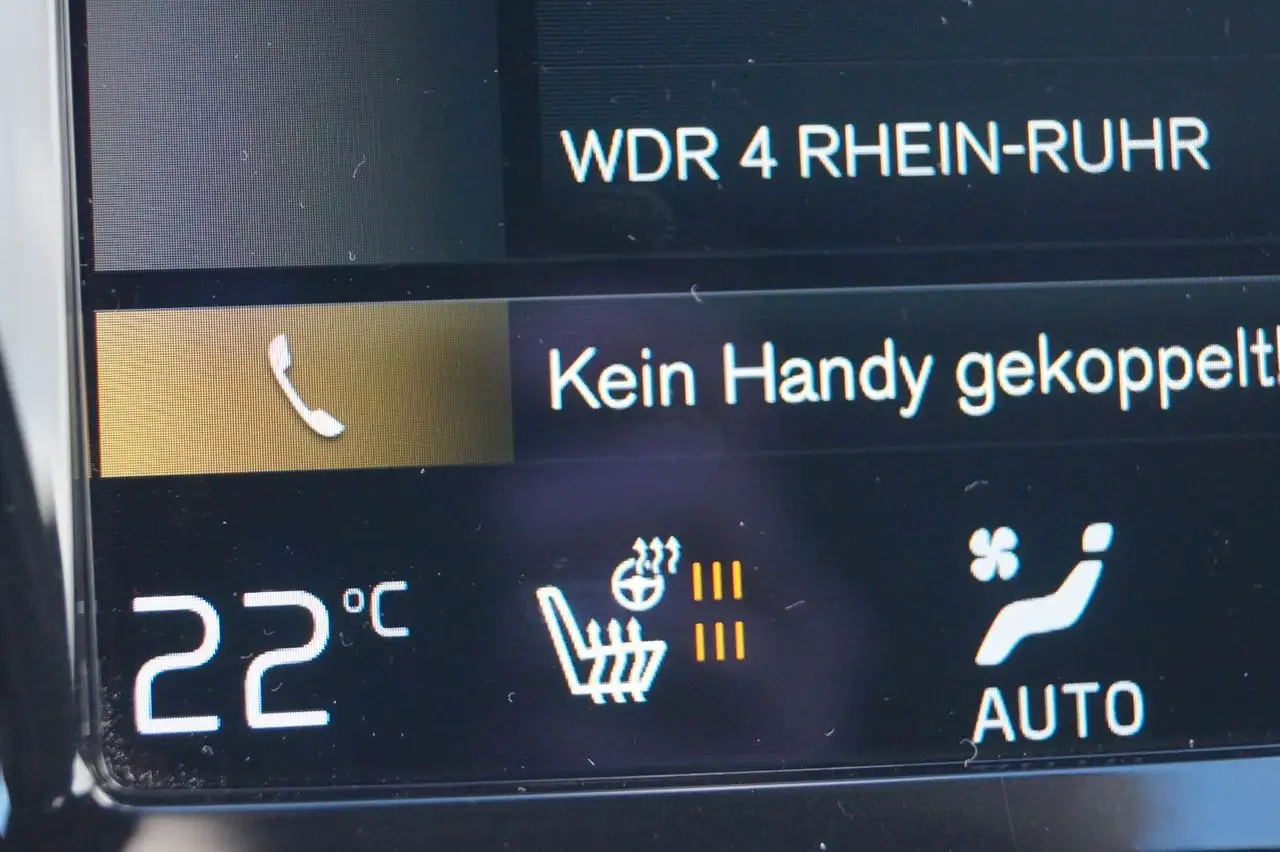 WDR 4 RHEIN-RUHR
Kein Handy gekoppelt!
22 °C
AUTO